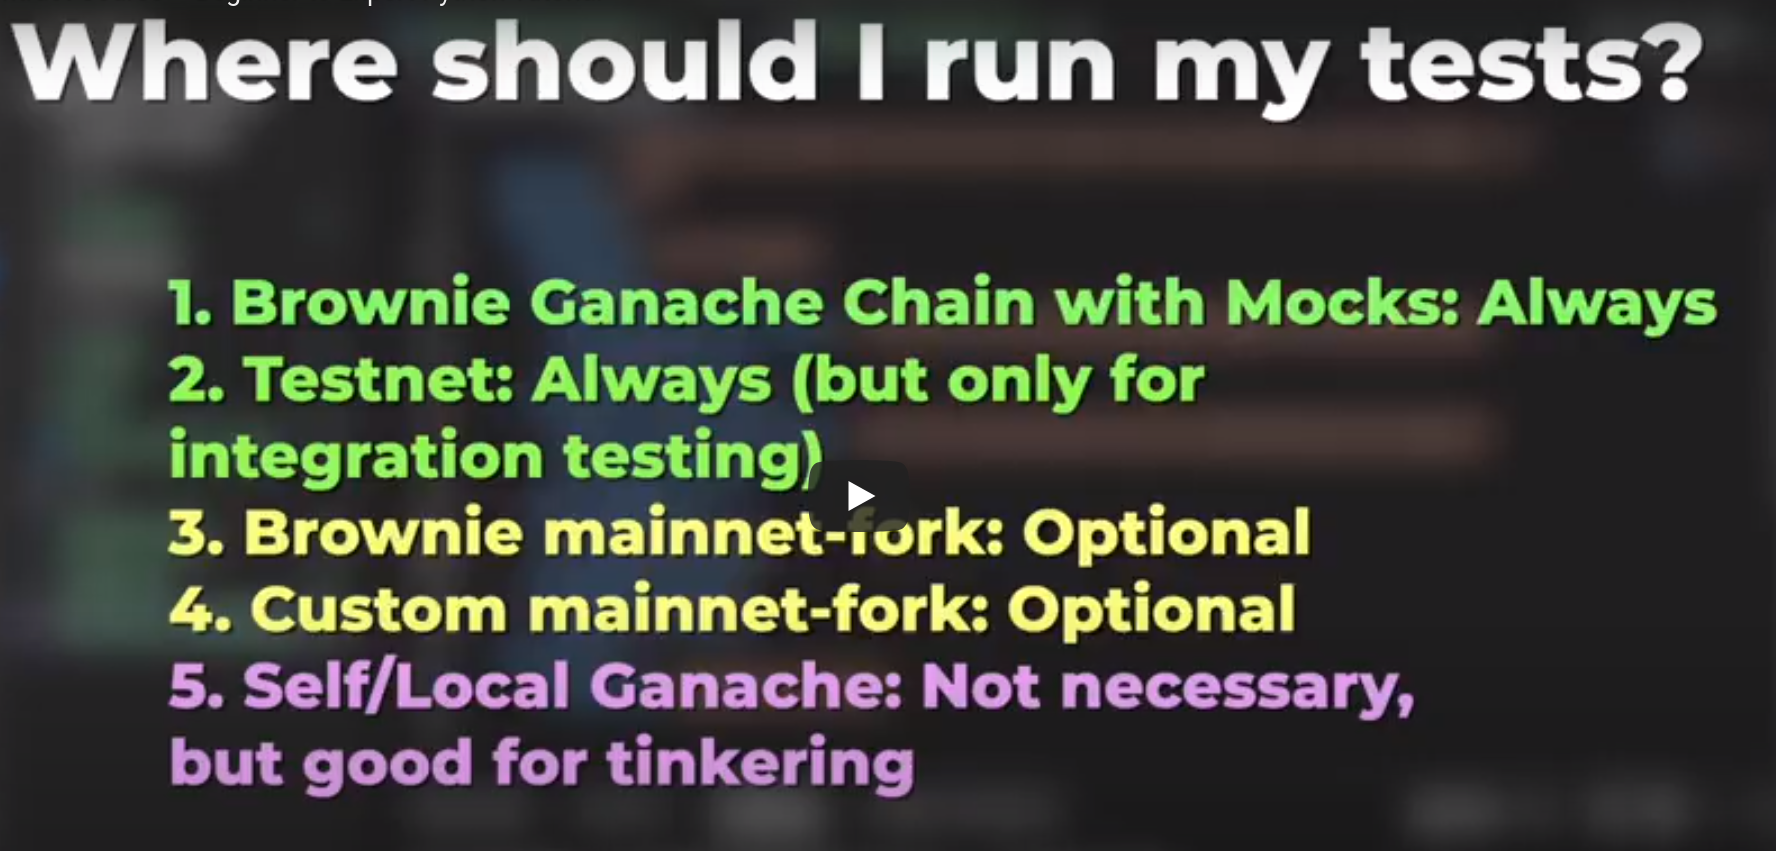 Where should I run my tests?
1. Brownie Ganache Chain with Mocks: Always
2. Testnet: Always (but only for
integration testing)
3. Brownie mainnet-fork: Optional
4. Custom mainnet-fork: Optional
5. Self/Local Ganache: Not necessary,
but good for tinkering